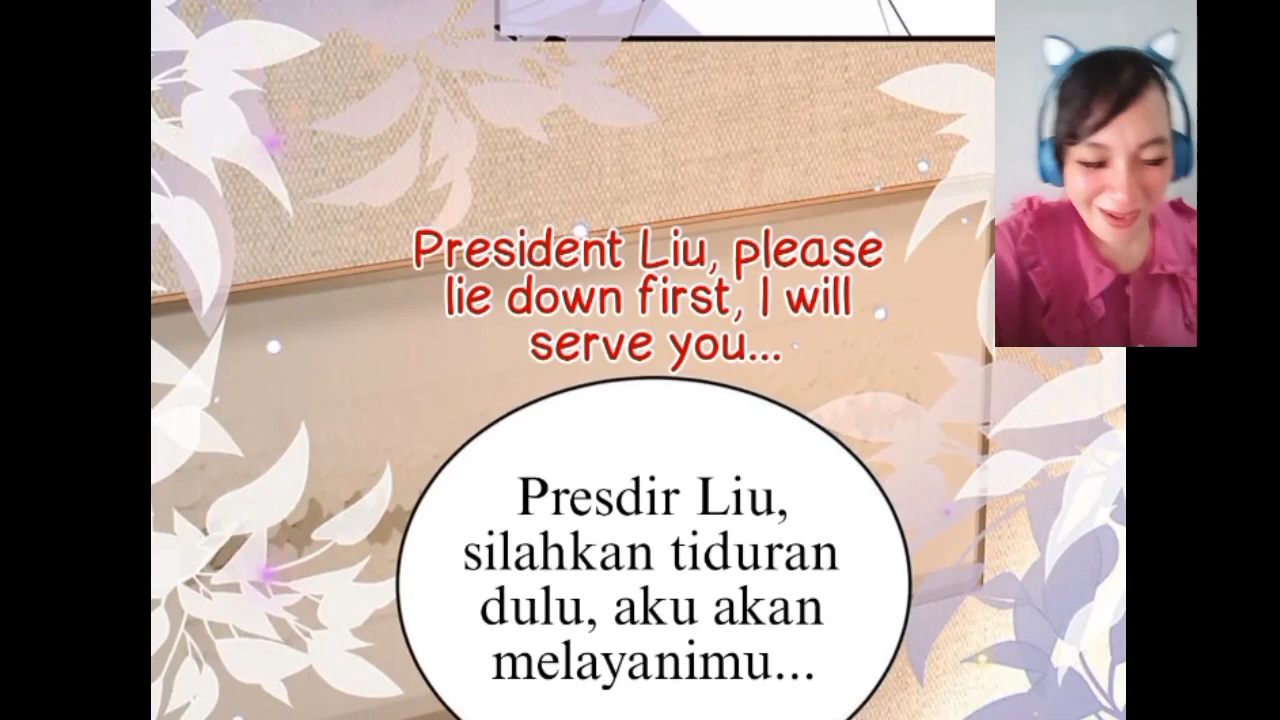 President Liu, please
lie down first, I will
serve you...
Presdir Liu,
silahkan tiduran
dulu, aku akan
melayanimu...